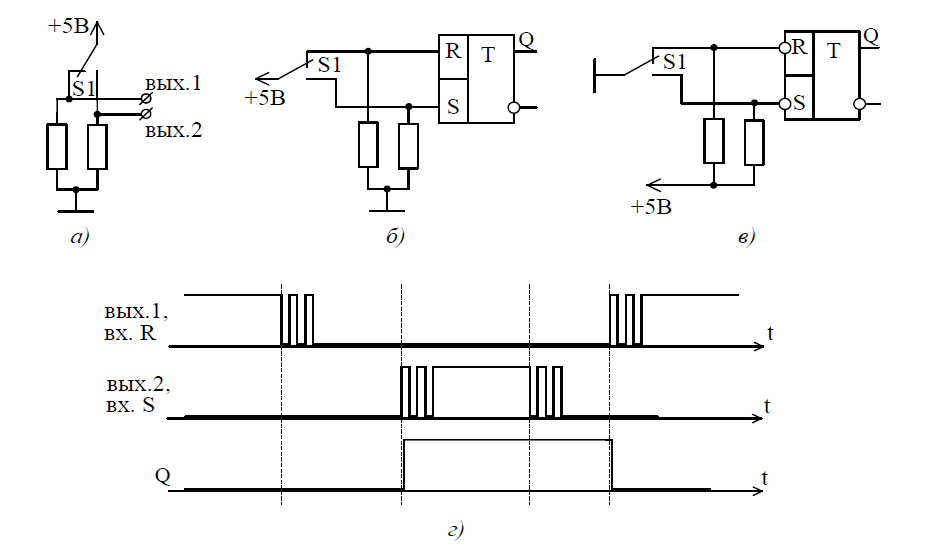 +5В
S1
вых.1
вых.2
а)
+5В
S1
R
T
S
Q
б)
S1
R
T
S
Q
+5В
в)
вых.1,
вх. R
t
вых.2,
вх. S
t
Q
t
г)